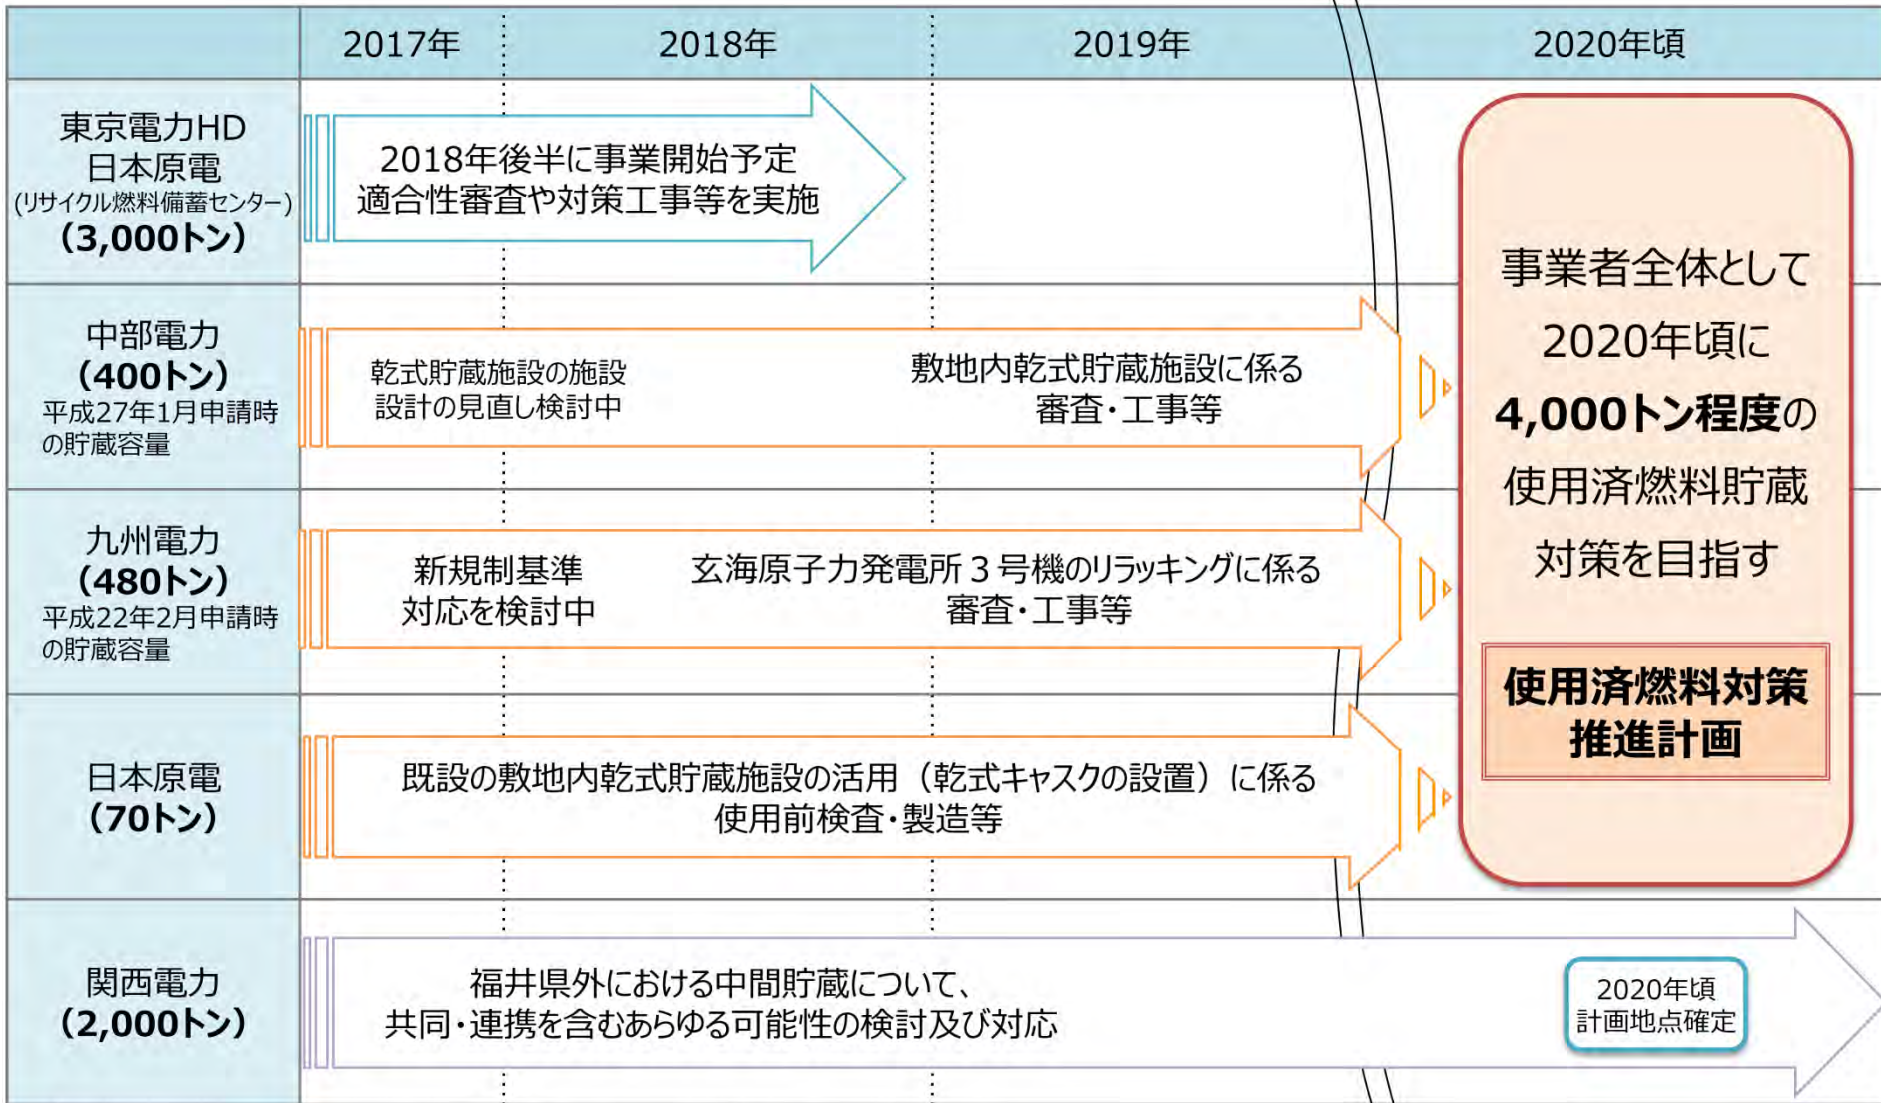 2017年
2018年
2019年
2020年頃
東京電力HD
日本原電
(リサイクル燃料備蓄センター)
(3,000トン)
2018年後半に事業開始予定
適合性審査や対策工事等を実施
中部電力
(400トン)
平成27年1月申請時
の貯蔵容量
乾式貯蔵施設の施設
設計の見直し検討中
敷地内乾式貯蔵施設に係る
審査・工事等
九州電力
(480トン)
平成22年2月申請時
の貯蔵容量
新規制基準
対応を検討中
玄海原子力発電所３号機のリラッキングに係る
審査・工事等
日本原電
(70トン)
既設の敷地内乾式貯蔵施設の活用（乾式キャスクの設置）に係る
使用前検査・製造等
関西電力
(2,000トン)
福井県外における中間貯蔵について、
共同・連携を含むあらゆる可能性の検討及び対応
2020年頃
計画地点確定
事業者全体として
2020年頃に
4,000トン程度の
使用済燃料貯蔵
対策を目指す
使用済燃料対策
推進計画